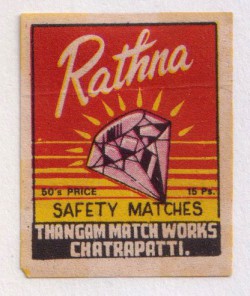 Rathna
50's PRICE 15 Ps.
SAFETY MATCHES
THANGAM MATCH WORKS
CHATRAPATTI.